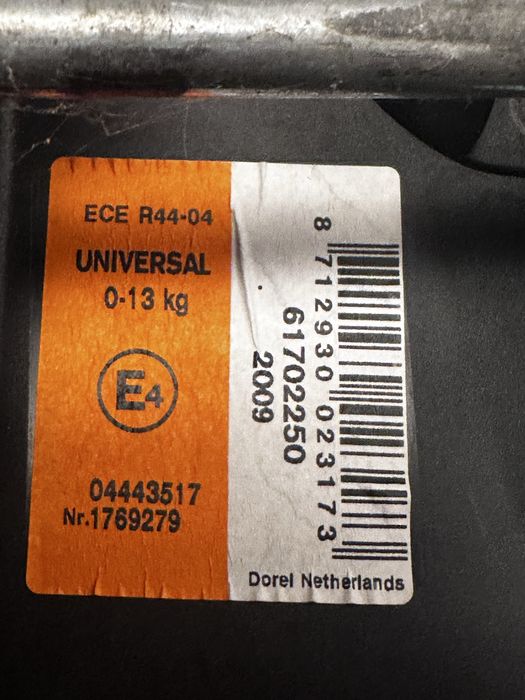 ECE R44-04
UNIVERSAL
0-13 kg
E4
04443517
Nr.1769279
8 712930 023173
61702250
2009
Dorel Netherlands